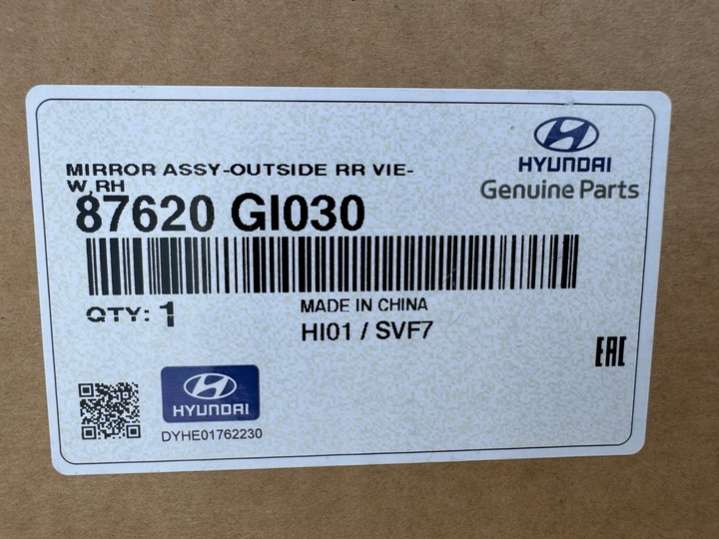 HYUNDAI
Genuine Parts
MIRROR ASSY-OUTSIDE RR VIE-
W,RH
87620 GI030
QTY: 1
MADE IN CHINA
HI01 / SVF7
EAC
HYUNDAI
DYHE01762230